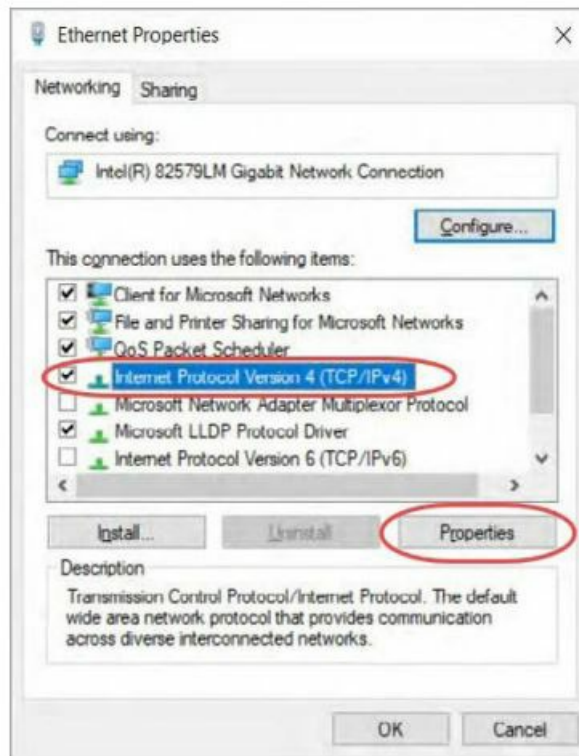 Ethernet Properties
Networking Sharing
Connect using:
Intel(R) 82579LM Gigabit Network Connection
Configure...
This connection uses the following items:
Client for Microsoft Networks
File and Printer Sharing for Microsoft Networks
QoS Packet Scheduler
Internet Protocol Version 4 (TCP/IPv4)
Microsoft Network Adapter Multiplexor Protocol
Microsoft LLDP Protocol Driver
Internet Protocol Version 6 (TCP/IPv6)
Install... Uninstall Properties
Description
Transmission Control Protocol/Internet Protocol. The default
wide area network protocol that provides communication
across diverse interconnected networks.
OK Cancel